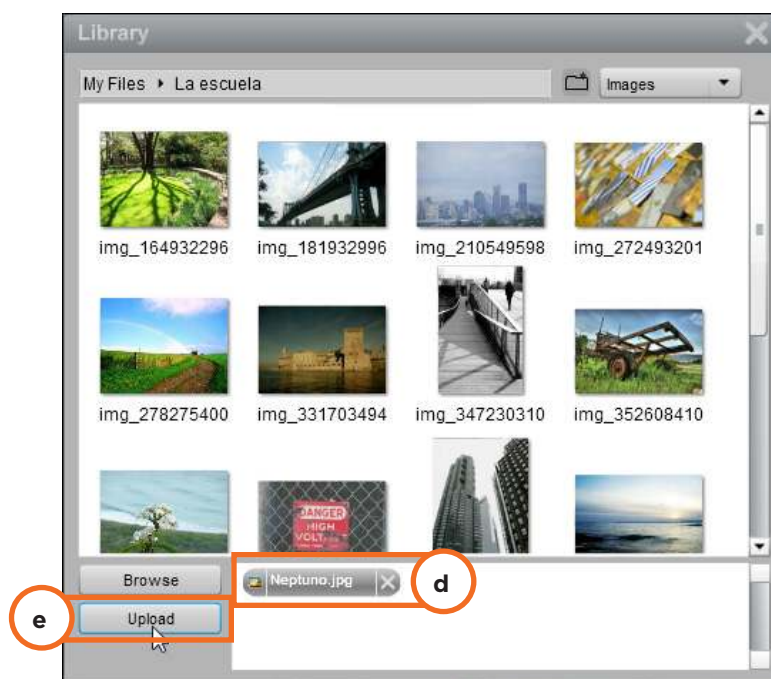 Library
My Files ▸ La escuela
Images
img_164932296
img_181932996
img_210549598
img_272493201
img_278275400
img_331703494
img_347230310
img_352608410
DANGER
HIGH
VOLT
Browse
Neptuno.jpg
d
e
Upload